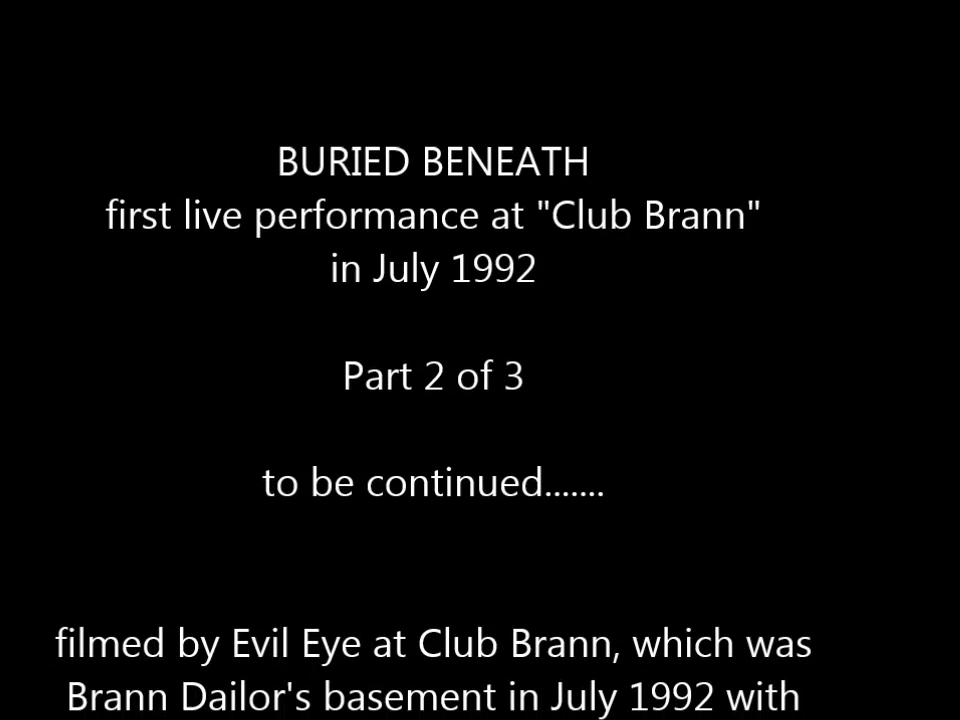 BURIED BENEATH
first live performance at "Club Brann"
in July 1992
Part 2 of 3
to be continued.......
filmed by Evil Eye at Club Brann, which was
Brann Dailor's basement in July 1992 with